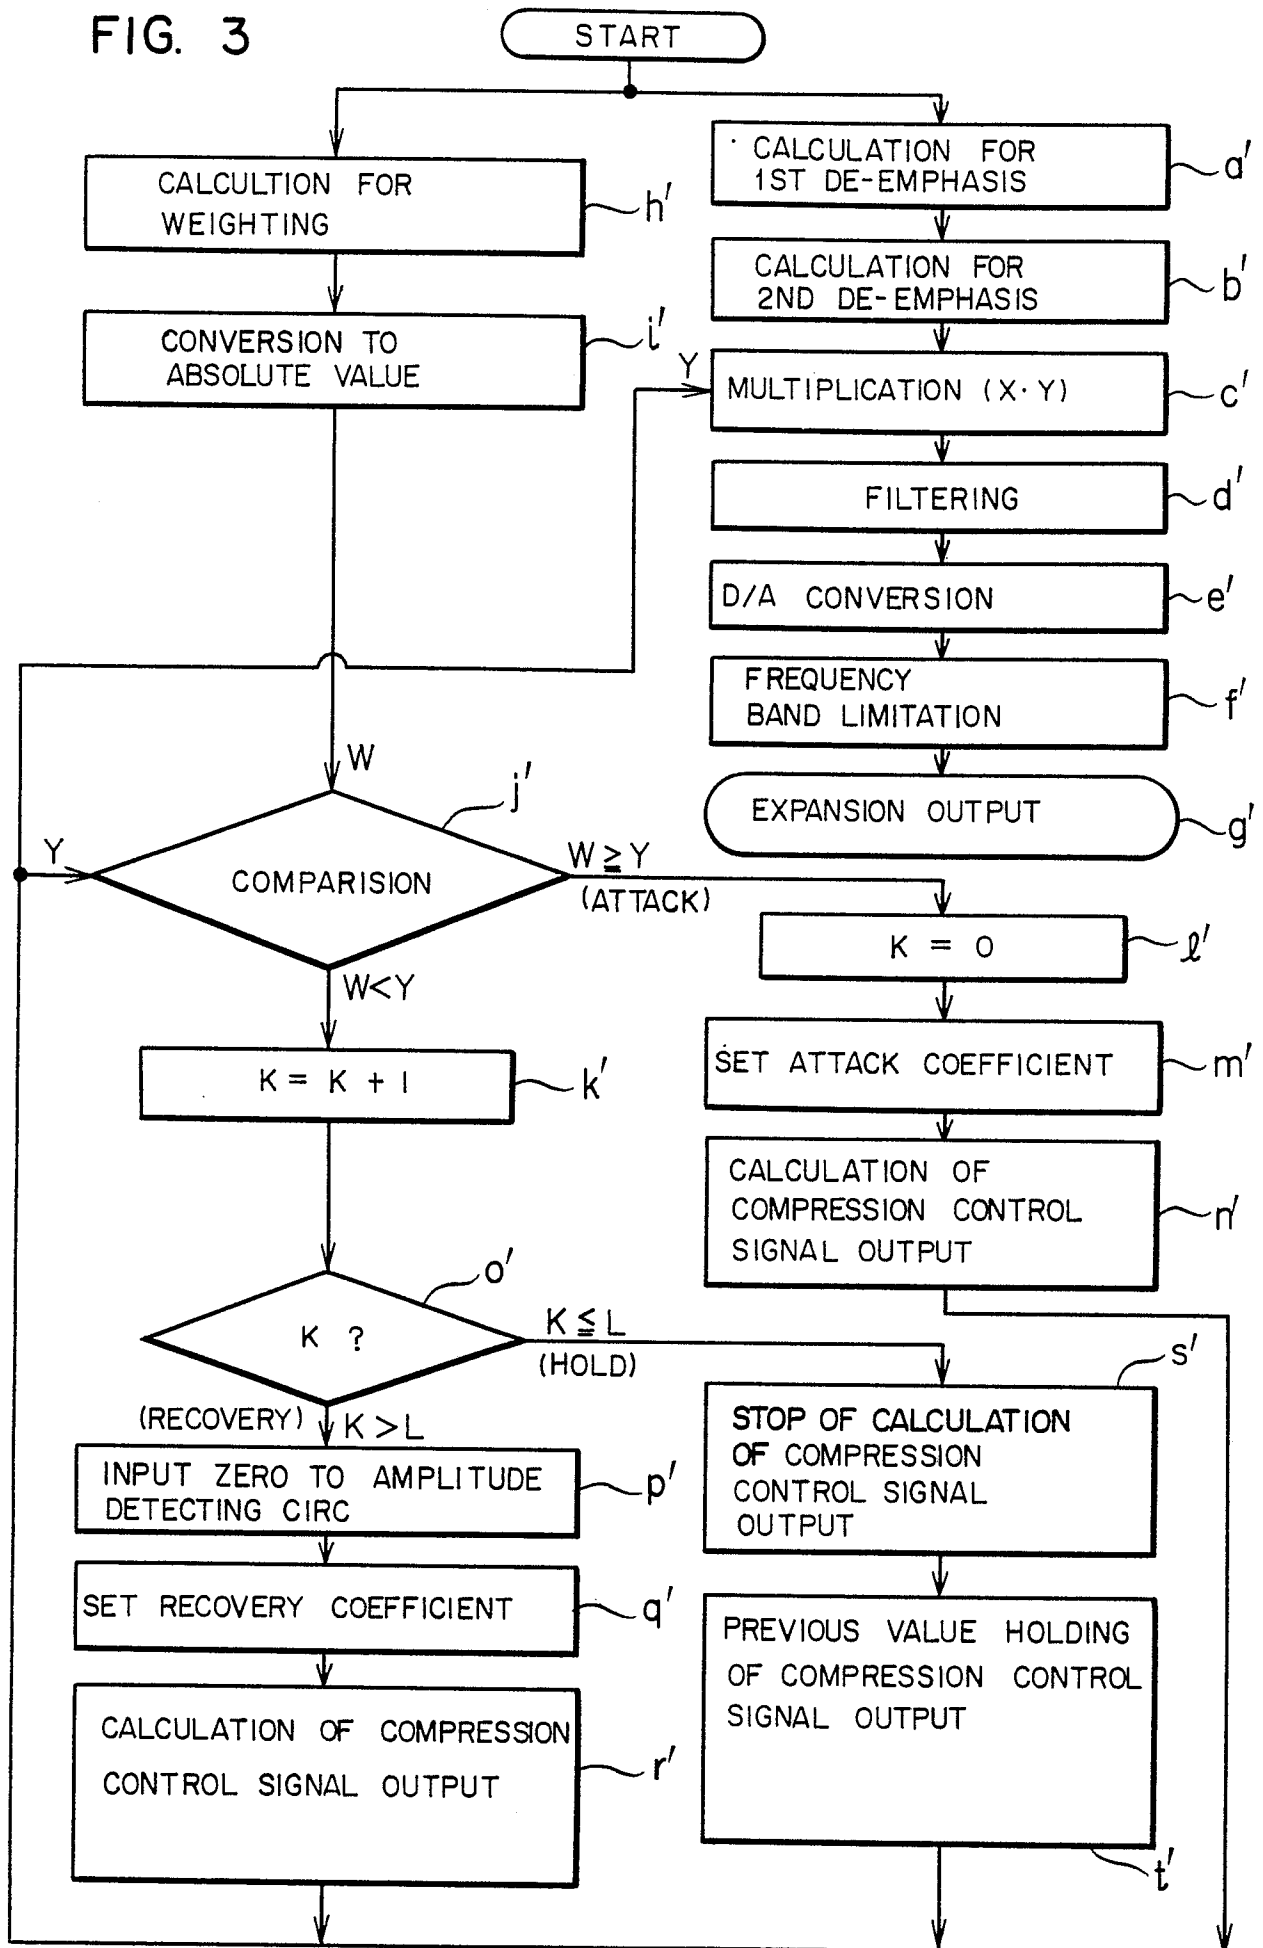 FIG. 3
START
CALCULTION FOR
WEIGHTING
h'
CONVERSION TO
ABSOLUTE VALUE
i'
CALCULATION FOR
1ST DE-EMPHASIS
a'
CALCULATION FOR
2ND DE-EMPHASIS
b'
Y
MULTIPLICATION (X·Y)
c'
FILTERING
d'
D/A CONVERSION
e'
FREQUENCY
BAND LIMITATION
f'
EXPANSION OUTPUT
g'
W
j'
Y
COMPARISION
W ≧ Y
(ATTACK)
W<Y
K = 0
ℓ'
SET ATTACK COEFFICIENT
m'
CALCULATION OF
COMPRESSION CONTROL
SIGNAL OUTPUT
n'
K = K + 1
k'
o'
K ?
K ≦ L
(HOLD)
(RECOVERY)
K > L
INPUT ZERO TO AMPLITUDE
DETECTING CIRC
p'
SET RECOVERY COEFFICIENT
q'
CALCULATION OF COMPRESSION
CONTROL SIGNAL OUTPUT
r'
s'
STOP OF CALCULATION
OF COMPRESSION
CONTROL SIGNAL
OUTPUT
PREVIOUS VALUE HOLDING
OF COMPRESSION CONTROL
SIGNAL OUTPUT
t'